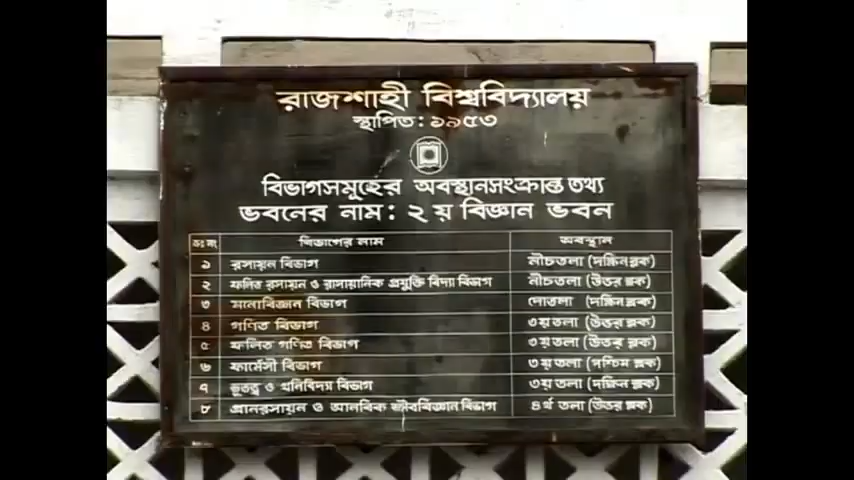 রাজশাহী বিশ্ববিদ্যালয়
স্থাপিত: ১৯৫৩
বিভাগসমূহের অবস্থানসংক্রান্ত তথ্য
ভবনের নাম: ২য় বিজ্ঞান ভবন
ক্রঃ নং বিভাগের নাম অবস্থান
১ রসায়ন বিভাগ নীচতলা (দক্ষিন ব্লক)
২ ফলিত রসায়ন ও রাসায়নিক প্রযুক্তি বিদ্যা বিভাগ নীচতলা (উত্তর ব্লক)
৩ মনোবিজ্ঞান বিভাগ দোতলা (দক্ষিন ব্লক)
৪ গণিত বিভাগ ৩য় তলা (উত্তর ব্লক)
৫ ফলিত গণিত বিভাগ ৩য় তলা (উত্তর ব্লক)
৬ ফার্মেসী বিভাগ ৩য় তলা (পশ্চিম ব্লক)
৭ ভূতত্ত্ব ও খনিবিদ্যা বিভাগ ৩য় তলা (দক্ষিন ব্লক)
৮ প্রানরসায়ন ও আনবিক জীববিজ্ঞান বিভাগ ৪র্থ তলা (উত্তর ব্লক)